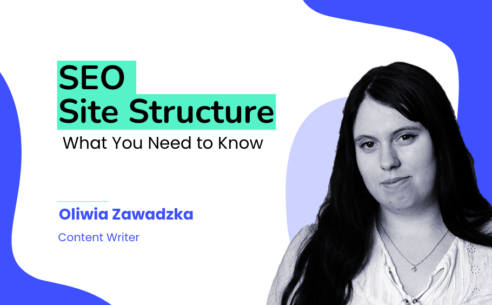 SEO
Site Structure
What You Need to Know
Oliwia Zawadzka
Content Writer